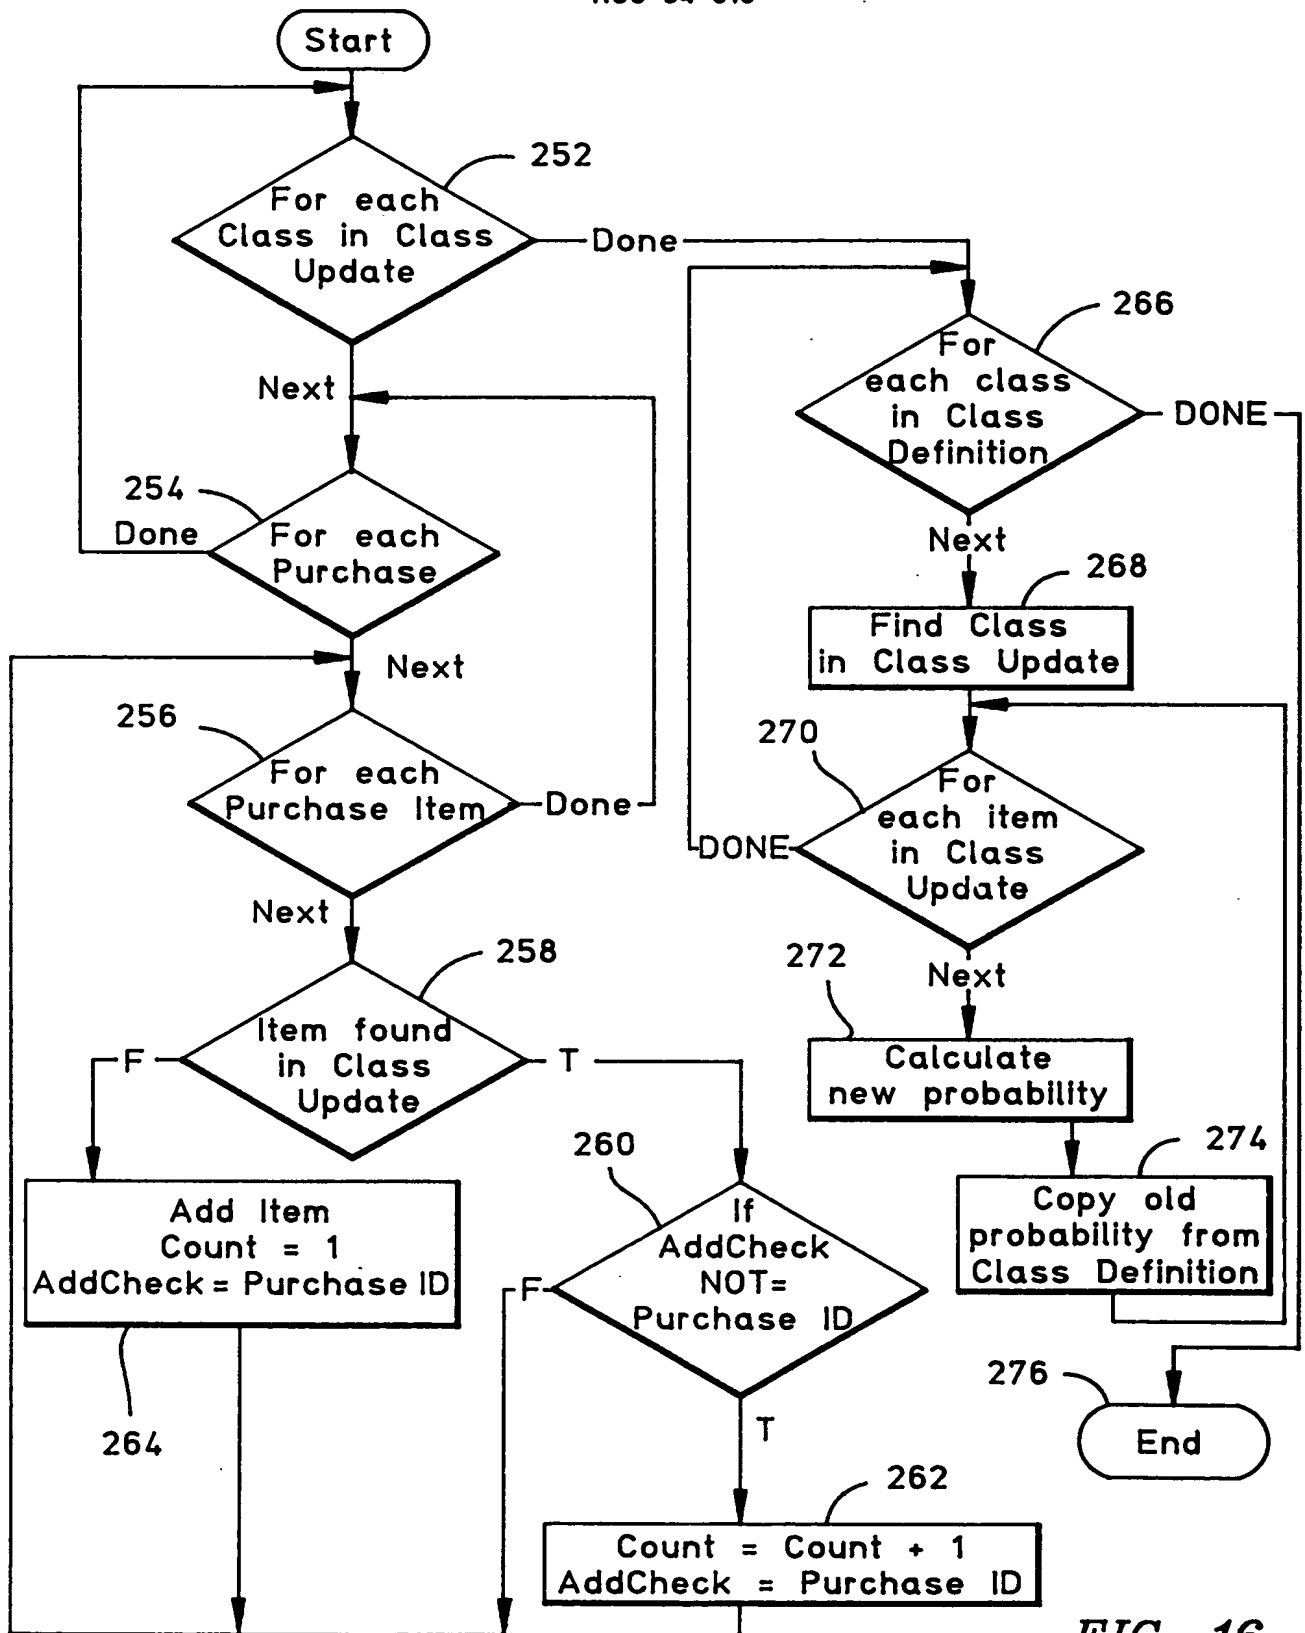 Start
252
For each
Class in Class
Update
Done
Next
266
For
each class
in Class
Definition
DONE
254
Done
For each
Purchase
Next
Next
268
Find Class
in Class Update
256
For each
Purchase Item
Done
270
For
each item
in Class
Update
DONE
Next
258
Item found
in Class
Update
F
T
272
Next
Calculate
new probability
260
If
AddCheck
NOT=
Purchase ID
F
T
274
Copy old
probability from
Class Definition
Add Item
Count = 1
AddCheck = Purchase ID
264
276
End
262
Count = Count + 1
AddCheck = Purchase ID
FIG. 16